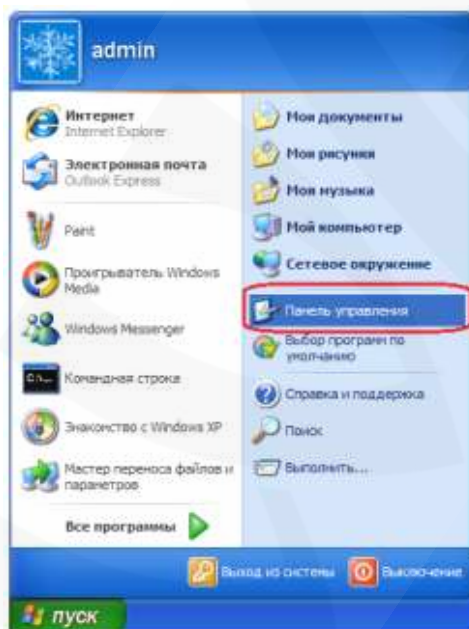 admin
Интернет
Internet Explorer
Электронная почта
Outlook Express
Paint
Проигрыватель Windows
Media
Windows Messenger
Командная строка
Знакомство с Windows XP
Мастер переноса файлов и
параметров
Все программы
Мои документы
Мои рисунки
Моя музыка
Мой компьютер
Сетевое окружение
Панель управления
Выбор программ по
умолчанию
Справка и поддержка
Поиск
Выполнить...
Выход из системы
Выключение
пуск